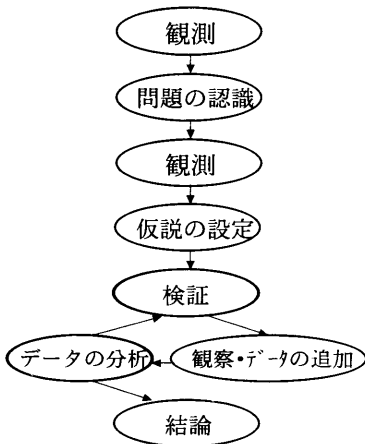 観測
問題の認識
観測
仮説の設定
検証
データの分析
観察・データの追加
結論